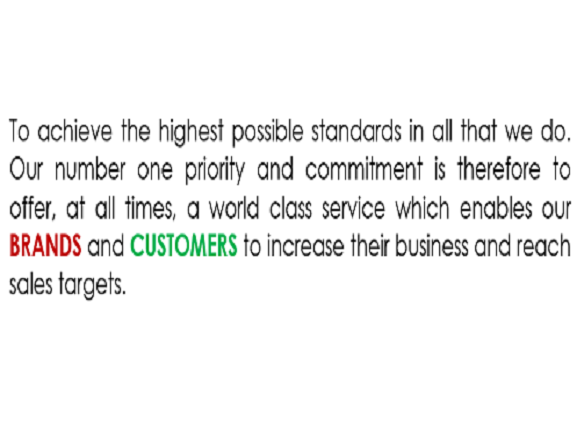 To achieve the highest possible standards in all that we do.
Our number one priority and commitment is therefore to
offer, at all times, a world class service which enables our
BRANDS and CUSTOMERS to increase their business and reach
sales targets.